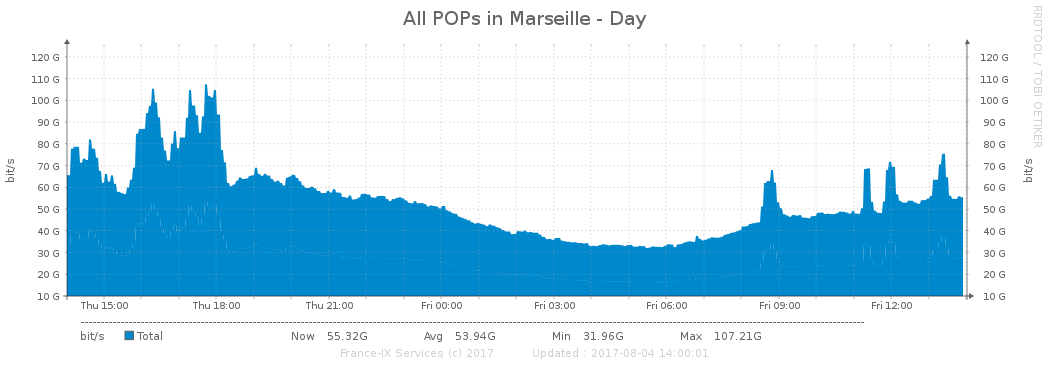 All POPs in Marseille - Day
RRDTOOL / TOBI OETIKER
120 G 120 G
110 G 110 G
100 G 100 G
90 G 90 G
80 G 80 G
70 G 70 G
60 G 60 G
50 G 50 G
40 G 40 G
30 G 30 G
20 G 20 G
10 G 10 G
bit/s
bit/s
Thu 15:00 Thu 18:00 Thu 21:00 Fri 00:00 Fri 03:00 Fri 06:00 Fri 09:00 Fri 12:00
bit/s Total Now 55.32G Avg 53.94G Min 31.96G Max 107.21G
France-IX Services (c) 2017 Updated : 2017-08-04 14:00:01